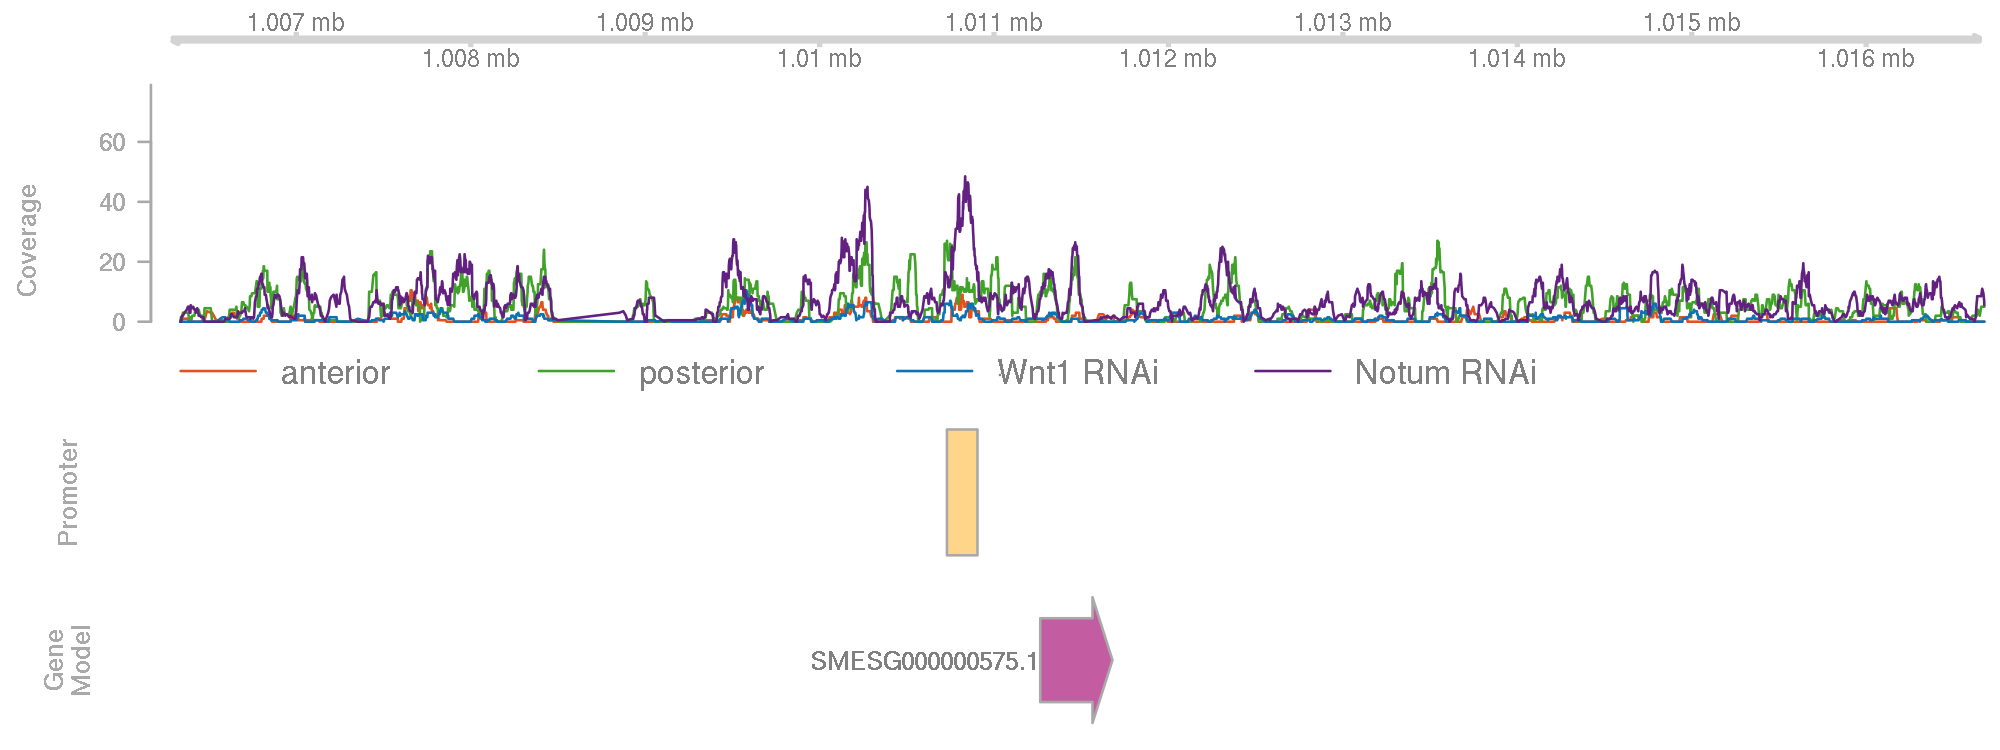 1.007 mb 1.009 mb 1.011 mb 1.013 mb 1.015 mb
1.008 mb 1.01 mb 1.012 mb 1.014 mb 1.016 mb
Coverage
60
40
20
0
anterior posterior Wnt1 RNAi Notum RNAi
Promoter
0
Gene
Model
SMESG000000575.1